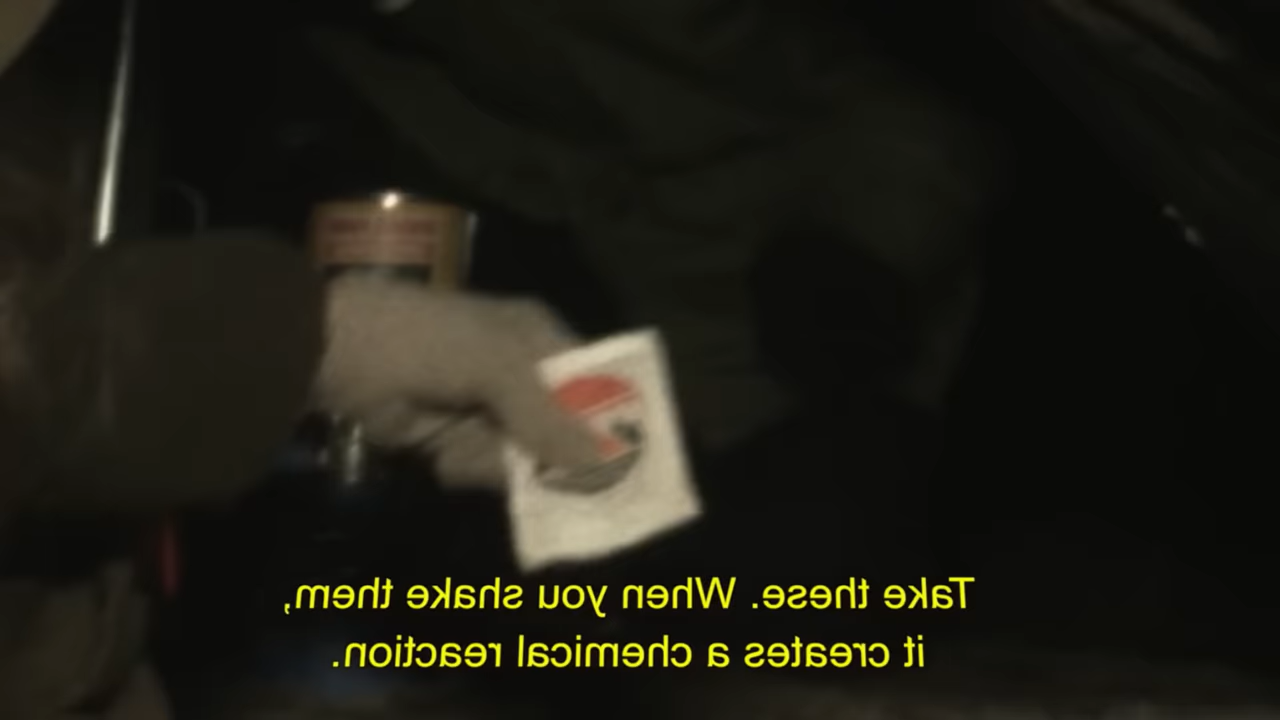 Take these. When you shake them,
it creates a chemical reaction.